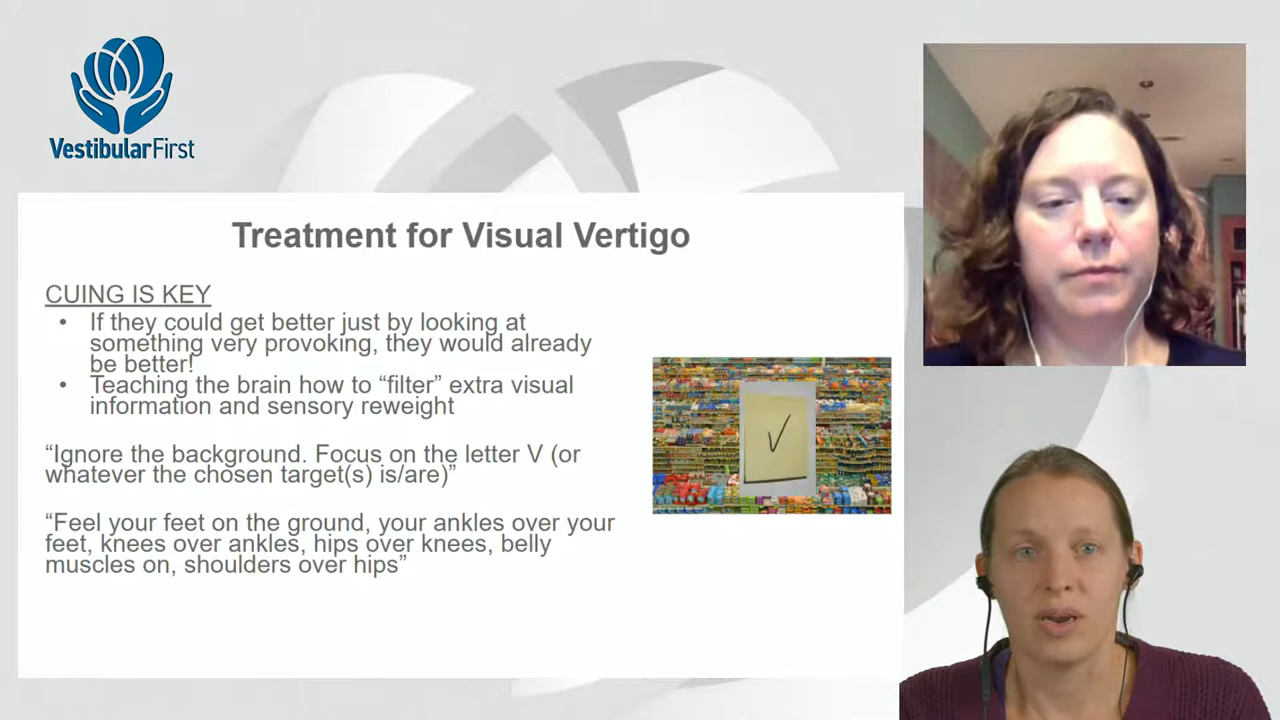 VestibularFirst
Treatment for Visual Vertigo
CUING IS KEY
• If they could get better just by looking at
something very provoking, they would already
be better!
• Teaching the brain how to “filter” extra visual
information and sensory reweight
“Ignore the background. Focus on the letter V (or
whatever the chosen target(s) is/are)”
V
“Feel your feet on the ground, your ankles over your
feet, knees over ankles, hips over knees, belly
muscles on, shoulders over hips”